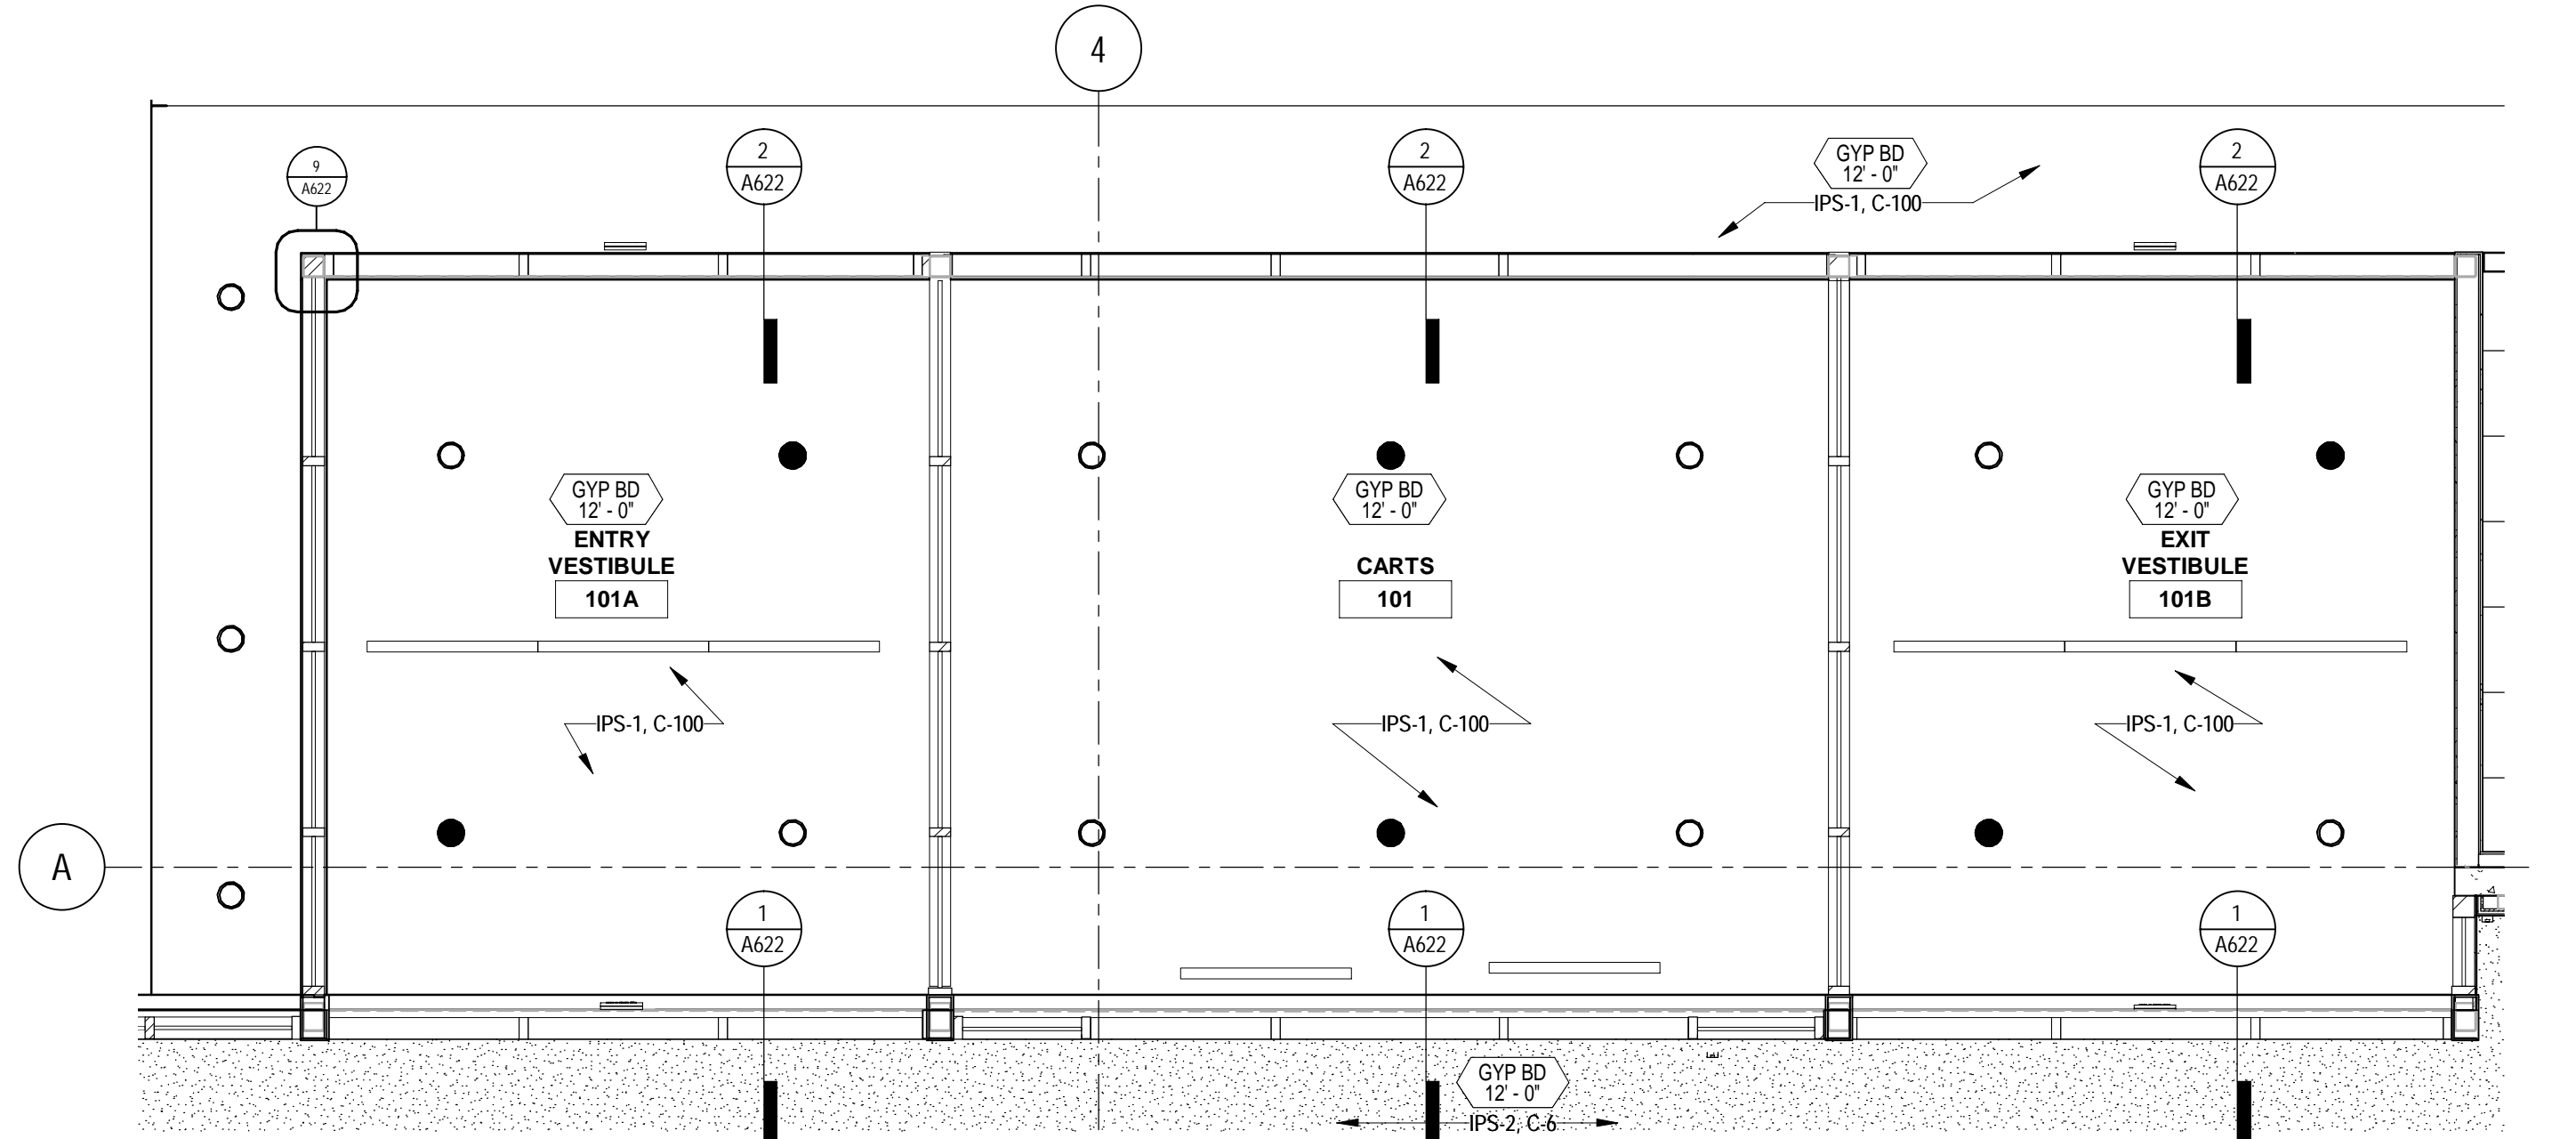 4
9
A622
2
A622
2
A622
GYP BD
12' - 0"
IPS-1, C-100
2
A622
GYP BD
12' - 0"
ENTRY
VESTIBULE
101A
IPS-1, C-100
GYP BD
12' - 0"
CARTS
101
IPS-1, C-100
GYP BD
12' - 0"
EXIT
VESTIBULE
101B
IPS-1, C-100
A
1
A622
1
A622
1
A622
GYP BD
12' - 0"
IPS-2, C-6